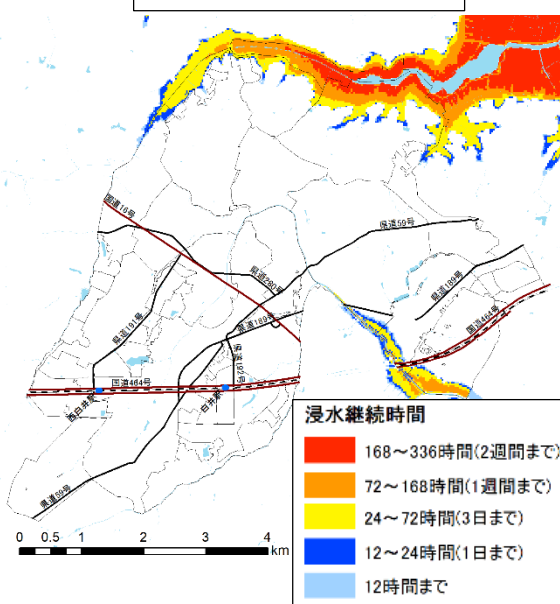 国道16号
県道59号
県道280号
県道189号
県道191号
県道189号
国道464号
国道464号
県道192号
西白井駅
白井駅
県道59号
0 0.5 1 2 3 4
km
浸水継続時間
168～336時間(2週間まで)
72～168時間(1週間まで)
24～72時間(3日まで)
12～24時間(1日まで)
12時間まで